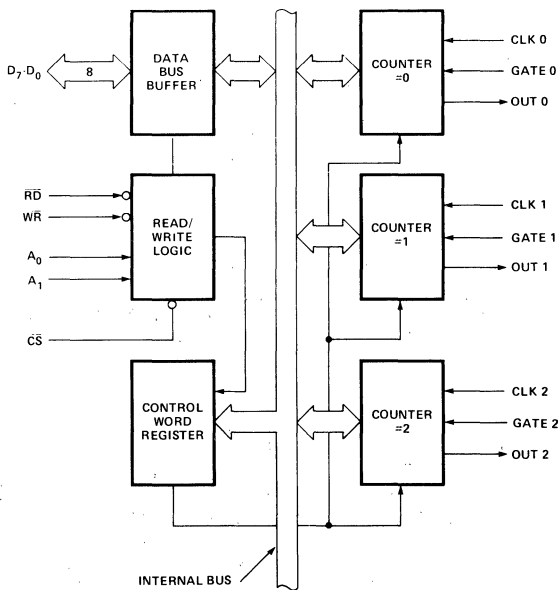 D7-D0
8
DATA
BUS
BUFFER
RD
WR
A0
A1
CS
READ/
WRITE
LOGIC
CONTROL
WORD
REGISTER
INTERNAL BUS
COUNTER
=0
CLK 0
GATE 0
OUT 0
COUNTER
=1
CLK 1
GATE 1
OUT 1
COUNTER
=2
CLK 2
GATE 2
OUT 2